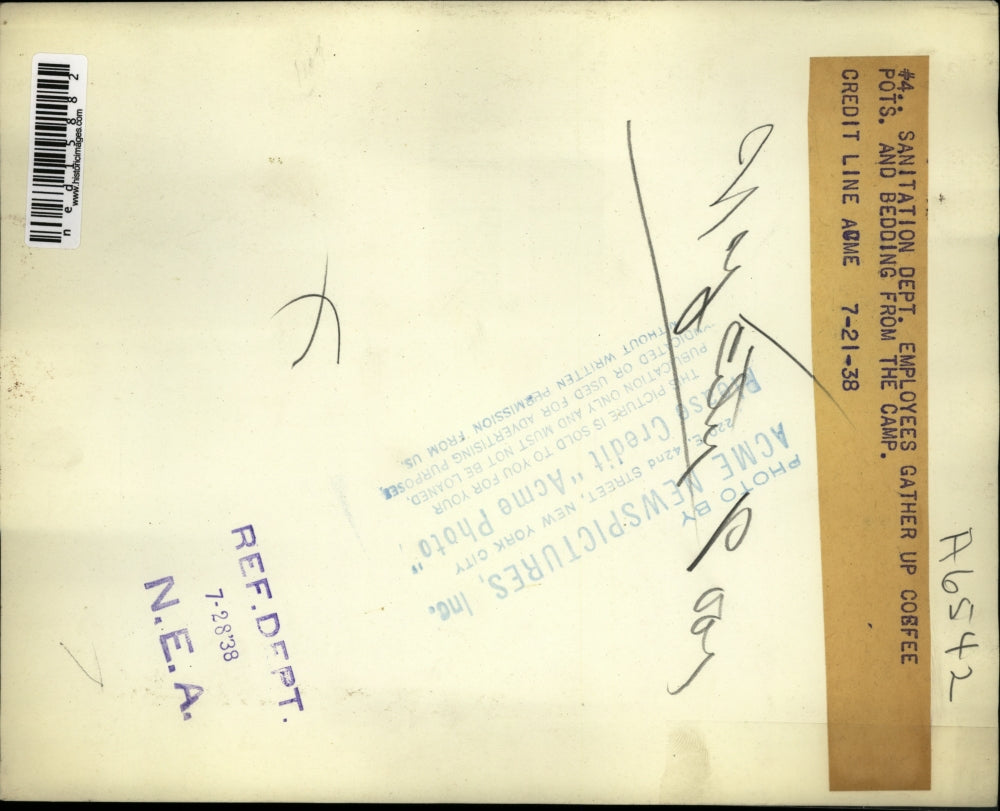 #4.: SANITATION DEPT. EMPLOYEES GATHER UP COFFEE
POTS. AND BEDDING FROM THE CAMP.
CREDIT LINE ACME 7-21-38
A6542
PHOTO BY
ACME NEWSPICTURES, Inc.
220 E. 42nd STREET, NEW YORK CITY
Please Credit "Acme Photo"
THIS PICTURE IS SOLD TO YOU FOR YOUR
PUBLICATION ONLY AND MUST NOT BE LOANED,
SYNDICATED OR USED FOR ADVERTISING PURPOSES
WITHOUT WRITTEN PERMISSION FROM US.
REF. DEPT.
7-28'38
N.E.A.
www.historicimages.com
ned15882